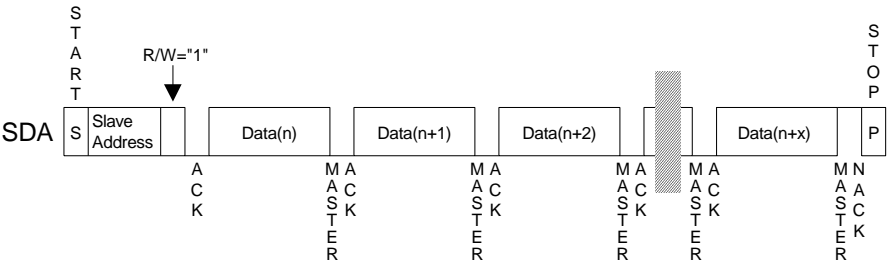 START
STOP
R/W="1"
SDA
S
Slave
Address
Data(n)
Data(n+1)
Data(n+2)
Data(n+x)
P
ACK
MASTER
ACK
MASTER
ACK
MASTER
ACK
MASTER
ACK
MASTER
NACK